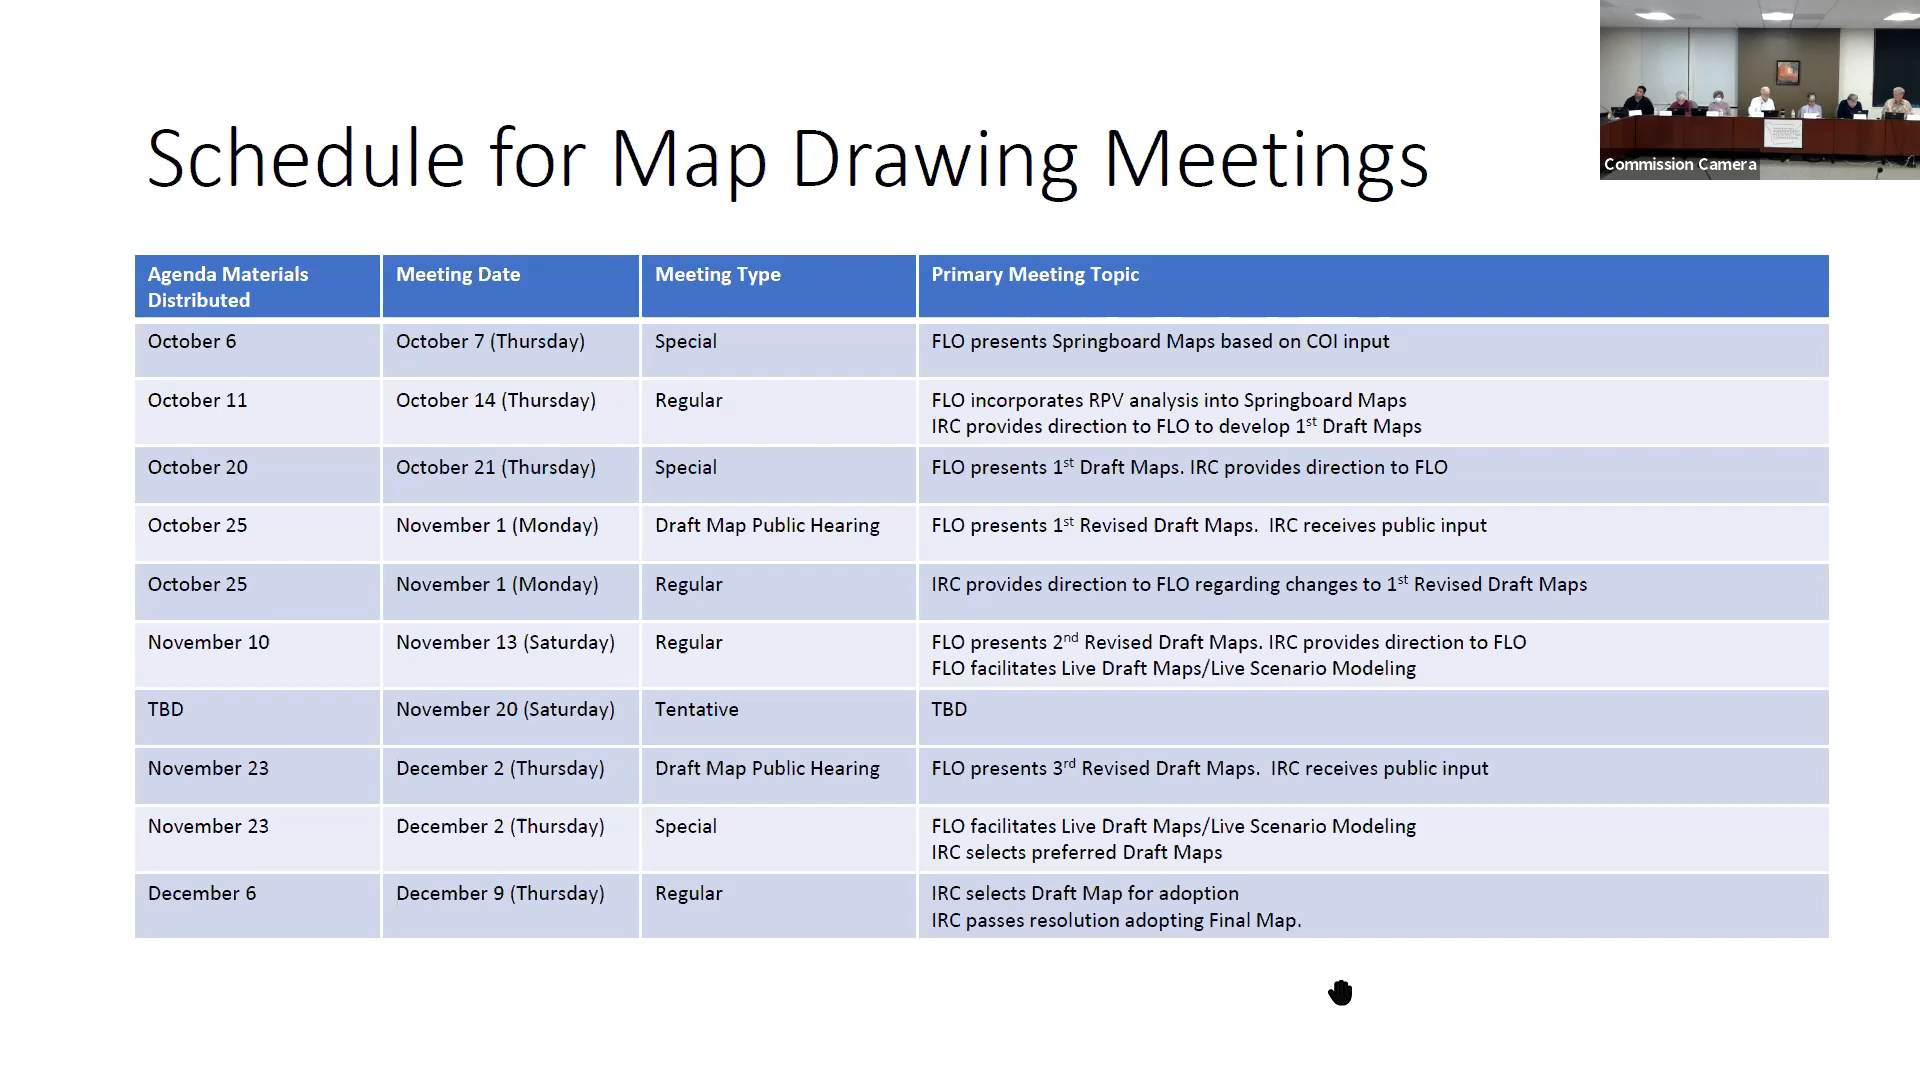 Schedule for Map Drawing Meetings
Commission Camera
Agenda Materials Distributed | Meeting Date | Meeting Type | Primary Meeting Topic
October 6 | October 7 (Thursday) | Special | FLO presents Springboard Maps based on COI input
October 11 | October 14 (Thursday) | Regular | FLO incorporates RPV analysis into Springboard Maps
IRC provides direction to FLO to develop 1st Draft Maps
October 20 | October 21 (Thursday) | Special | FLO presents 1st Draft Maps. IRC provides direction to FLO
October 25 | November 1 (Monday) | Draft Map Public Hearing | FLO presents 1st Revised Draft Maps.  IRC receives public input
October 25 | November 1 (Monday) | Regular | IRC provides direction to FLO regarding changes to 1st Revised Draft Maps
November 10 | November 13 (Saturday) | Regular | FLO presents 2nd Revised Draft Maps. IRC provides direction to FLO
FLO facilitates Live Draft Maps/Live Scenario Modeling
TBD | November 20 (Saturday) | Tentative | TBD
November 23 | December 2 (Thursday) | Draft Map Public Hearing | FLO presents 3rd Revised Draft Maps.  IRC receives public input
November 23 | December 2 (Thursday) | Special | FLO facilitates Live Draft Maps/Live Scenario Modeling
IRC selects preferred Draft Maps
December 6 | December 9 (Thursday) | Regular | IRC selects Draft Map for adoption
IRC passes resolution adopting Final Map.